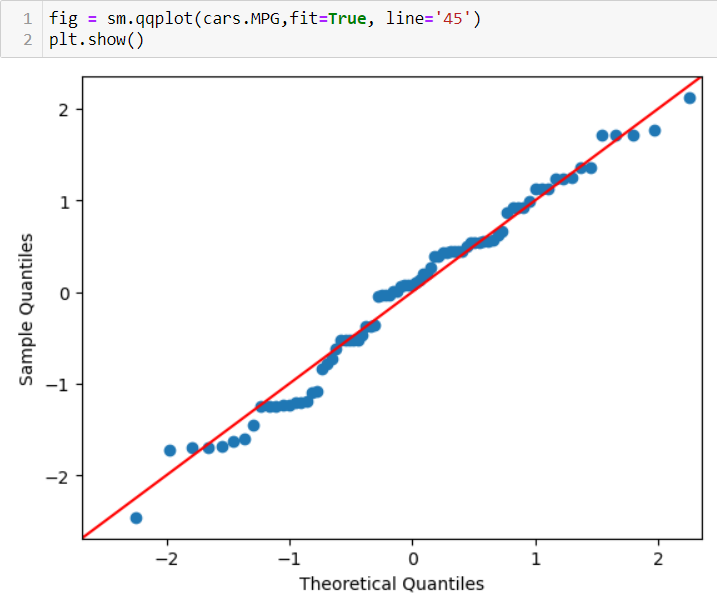 1 fig = sm.qqplot(cars.MPG,fit=True, line='45')
2 plt.show()
2
1
0
−1
−2
Sample Quantiles
−2 −1 0 1 2
Theoretical Quantiles